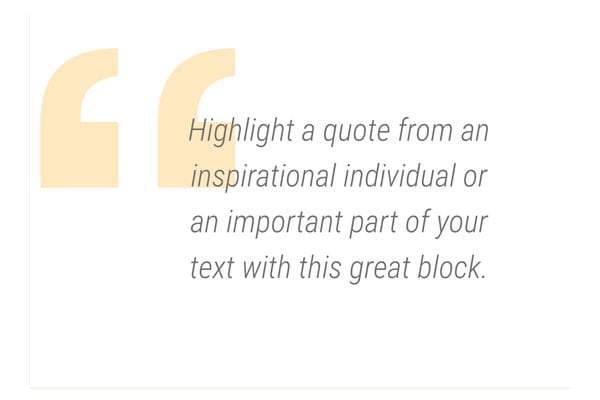 Highlight a quote from an
inspirational individual or
an important part of your
text with this great block.